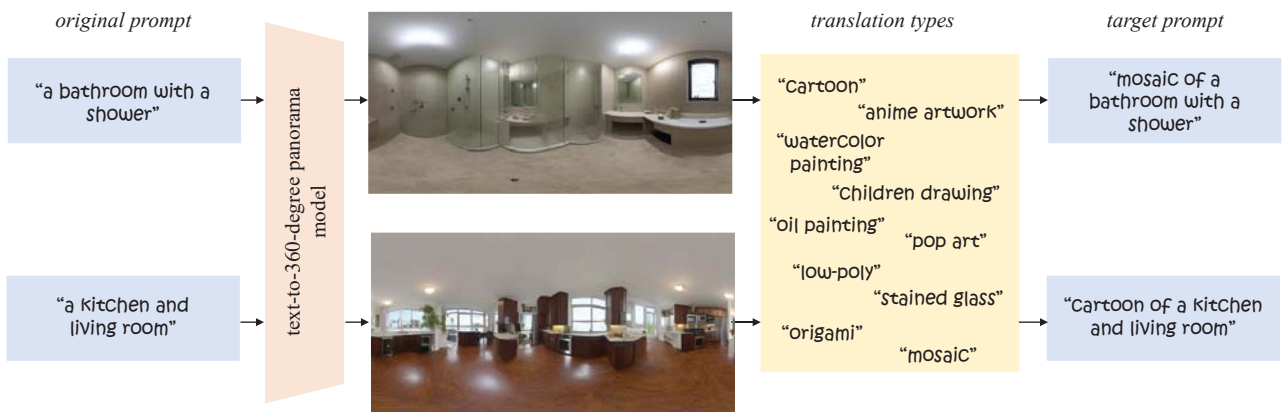 original prompt
translation types
target prompt
“a bathroom with a
shower”
text-to-360-degree panorama
model
“cartoon”
“anime artwork”
“watercolor
painting”
“children drawing”
“oil painting”
“pop art”
“low-poly”
“stained glass”
“origami”
“mosaic”
“mosaic of a
bathroom with a
shower”
“a kitchen and
living room”
“cartoon of a kitchen
and living room”